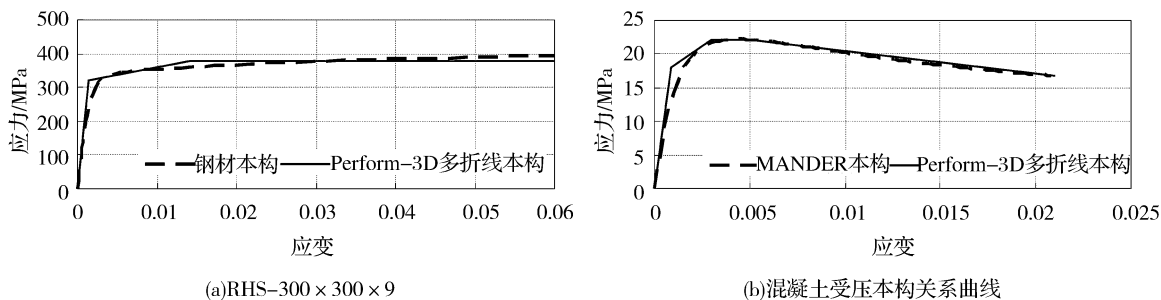 500
400
300
200
100
0
应力/MPa
钢材本构
Perform-3D多折线本构
0 0.01 0.02 0.03 0.04 0.05 0.06
应变
(a)RHS-300×300×9
25
20
15
10
5
0
应力/MPa
MANDER本构
Perform-3D多折线本构
0 0.005 0.01 0.015 0.02 0.025
应变
(b)混凝土受压本构关系曲线